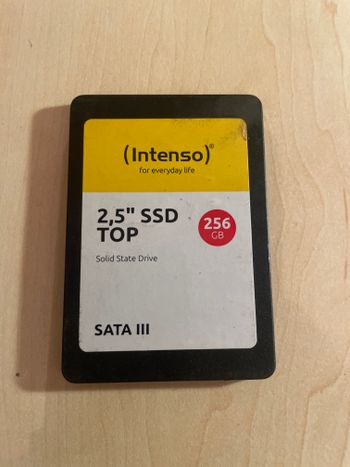 (Intenso)®
for everyday life
2,5" SSD
TOP
256
GB
Solid State Drive
SATA III